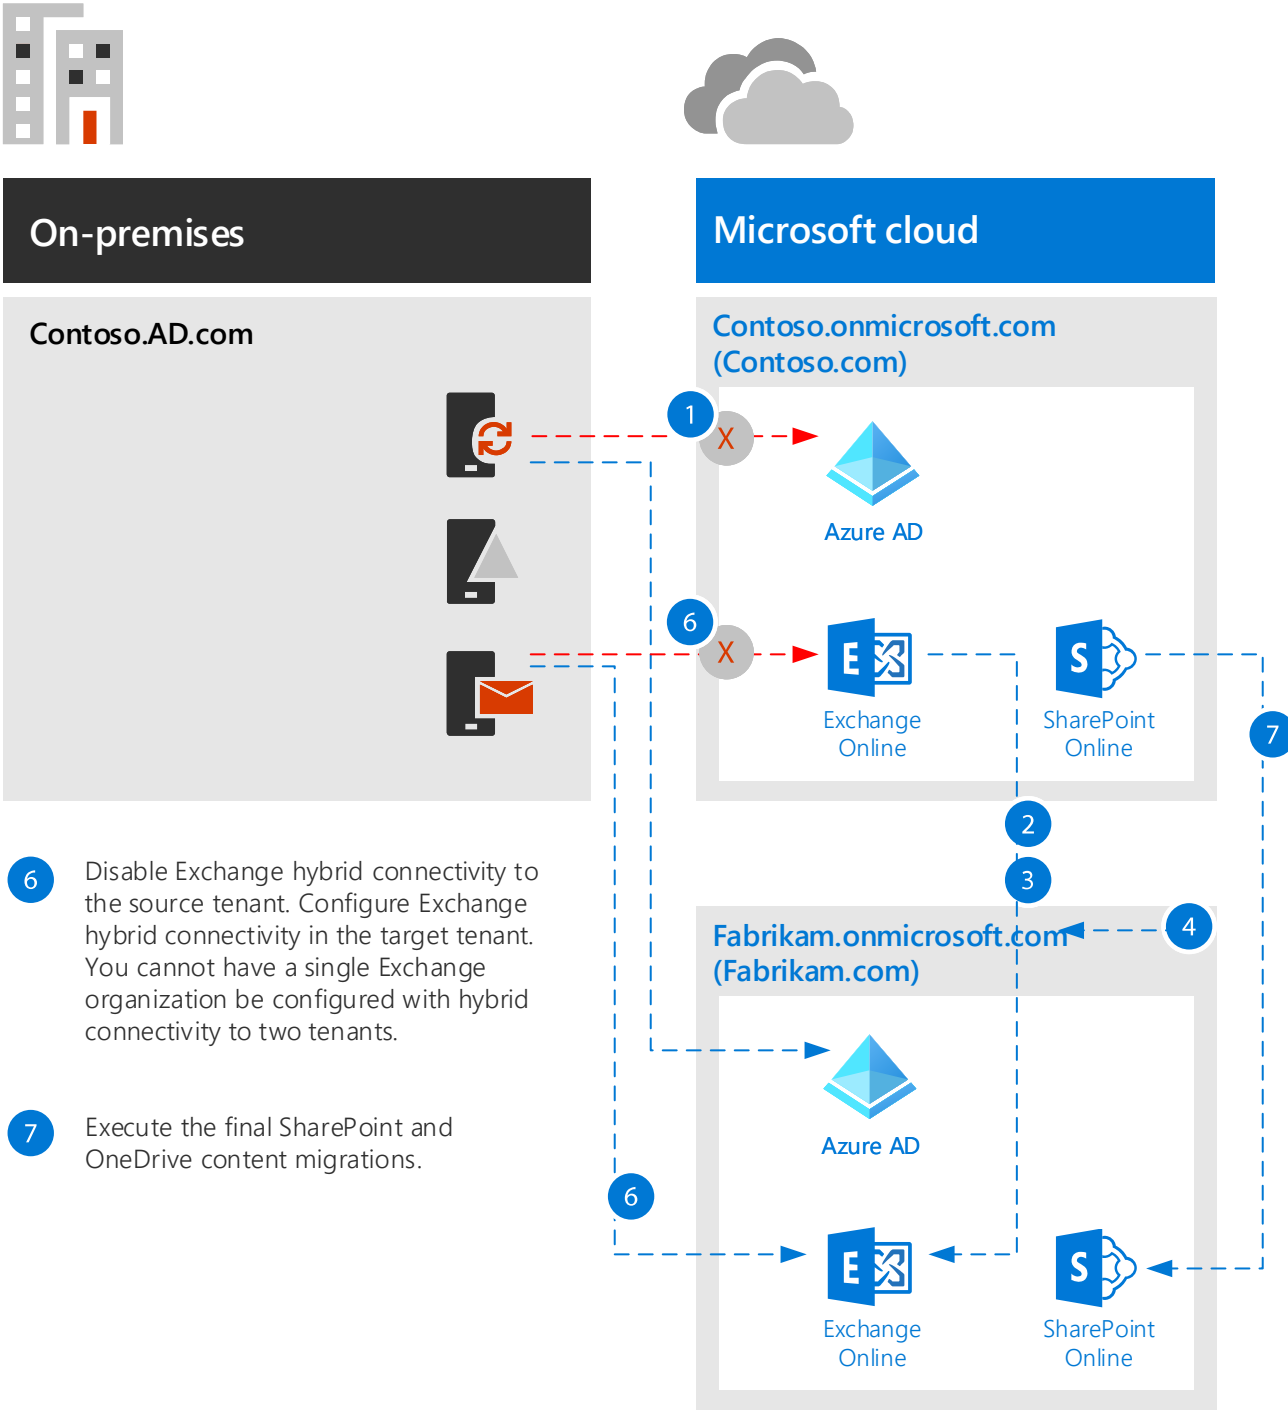 On-premises
Microsoft cloud
Contoso.AD.com
Contoso.onmicrosoft.com
(Contoso.com)
1
X
Azure AD
6
X
E
Exchange
Online
S
SharePoint
Online
7
2
3
4
6
Disable Exchange hybrid connectivity to
the source tenant. Configure Exchange
hybrid connectivity in the target tenant.
You cannot have a single Exchange
organization be configured with hybrid
connectivity to two tenants.
7
Execute the final SharePoint and
OneDrive content migrations.
Fabrikam.onmicrosoft.com
(Fabrikam.com)
Azure AD
6
E
Exchange
Online
S
SharePoint
Online